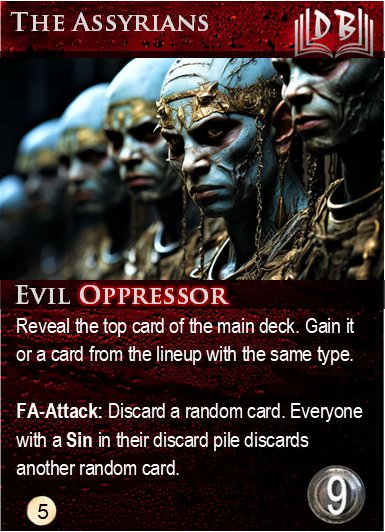 The Assyrians
DB
Evil Oppressor
Reveal the top card of the main deck. Gain it
or a card from the lineup with the same type.
FA-Attack: Discard a random card. Everyone
with a Sin in their discard pile discards
another random card.
5
9